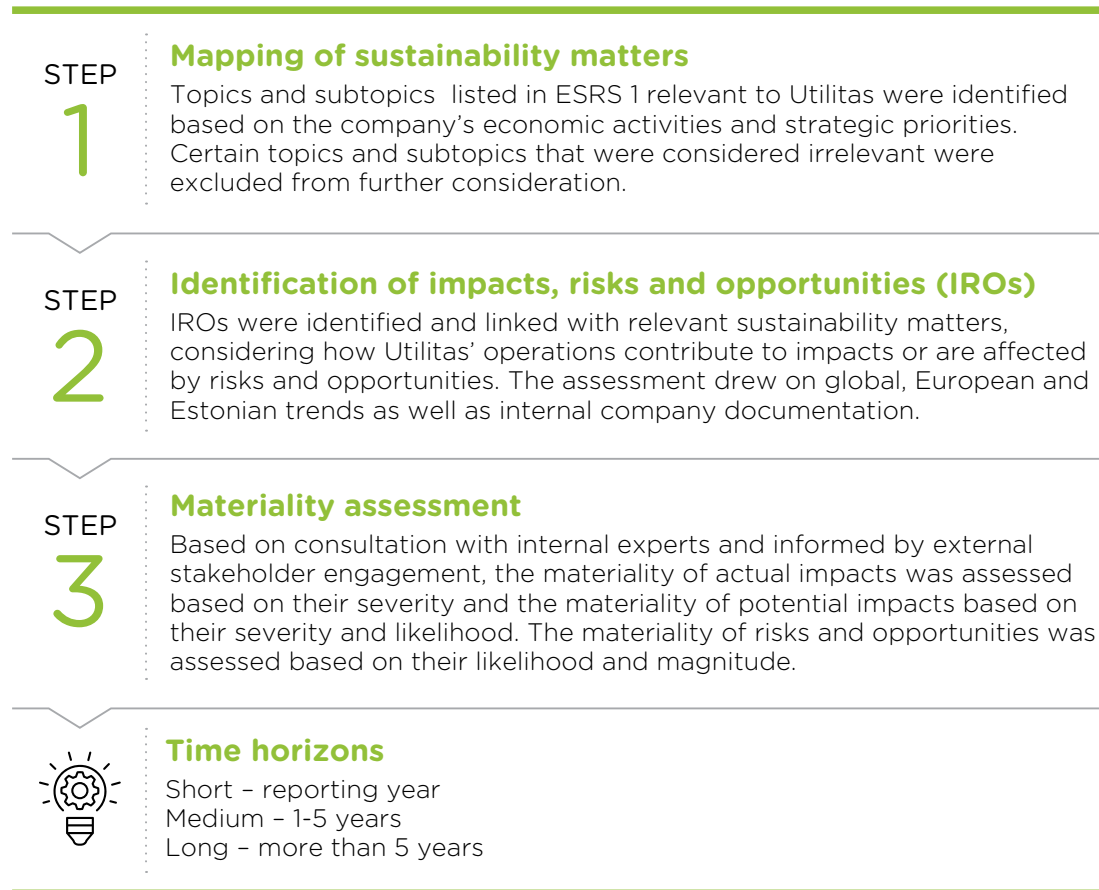 STEP
1
Mapping of sustainability matters
Topics and subtopics  listed in ESRS 1 relevant to Utilitas were identified
based on the company's economic activities and strategic priorities.
Certain topics and subtopics that were considered irrelevant were
excluded from further consideration.
STEP
2
Identification of impacts, risks and opportunities (IROs)
IROs were identified and linked with relevant sustainability matters,
considering how Utilitas' operations contribute to impacts or are affected
by risks and opportunities. The assessment drew on global, European and
Estonian trends as well as internal company documentation.
STEP
3
Materiality assessment
Based on consultation with internal experts and informed by external
stakeholder engagement, the materiality of actual impacts was assessed
based on their severity and the materiality of potential impacts based on
their severity and likelihood. The materiality of risks and opportunities was
assessed based on their likelihood and magnitude.
Time horizons
Short – reporting year
Medium – 1-5 years
Long – more than 5 years